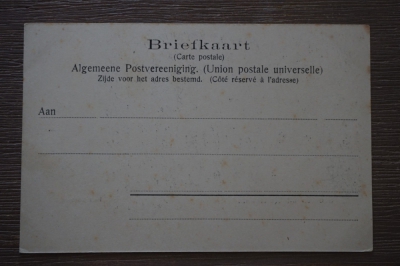 Briefkaart
(Carte postale)
Algemeene Postvereeniging. (Union postale universelle)
Zijde voor het adres bestemd. (Côté réservé à l'adresse)
Aan